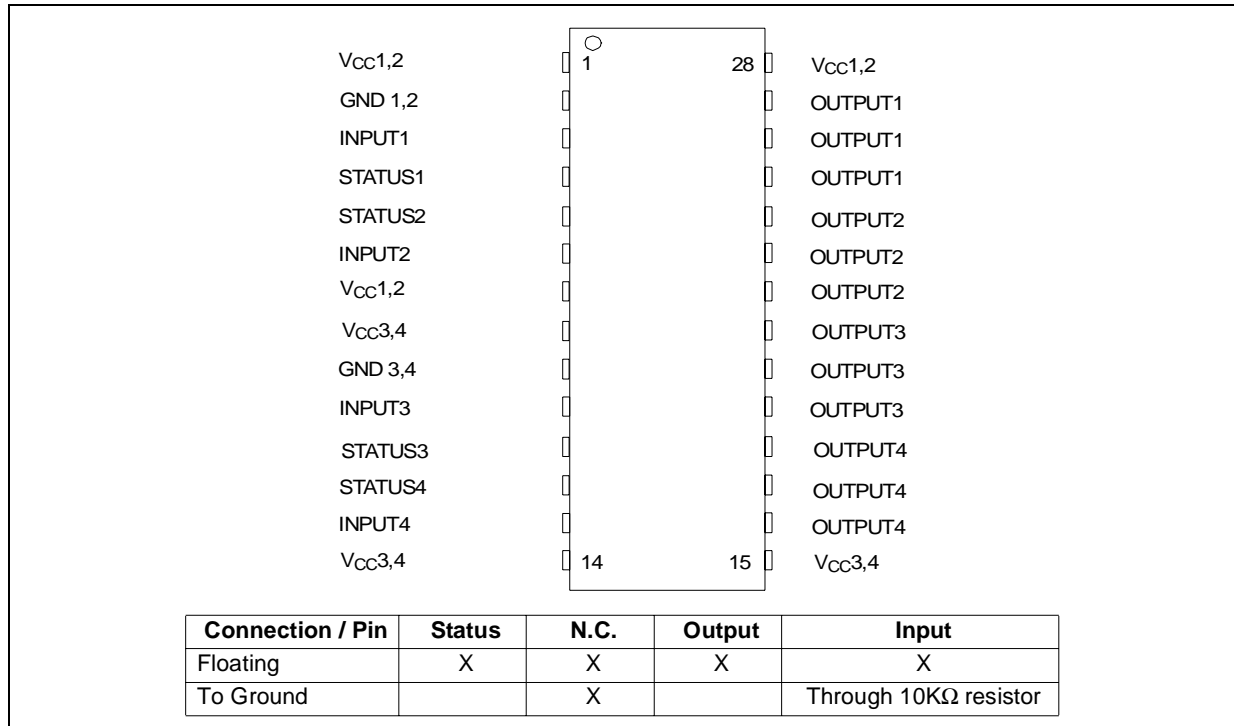 VCC1,2 1 28 VCC1,2
GND 1,2 OUTPUT1
INPUT1 OUTPUT1
STATUS1 OUTPUT1
STATUS2 OUTPUT2
INPUT2 OUTPUT2
VCC1,2 OUTPUT2
VCC3,4 OUTPUT3
GND 3,4 OUTPUT3
INPUT3 OUTPUT3
STATUS3 OUTPUT4
STATUS4 OUTPUT4
INPUT4 OUTPUT4
VCC3,4 14 15 VCC3,4
Connection / Pin Status N.C. Output Input
Floating X X X X
To Ground X Through 10KΩ resistor